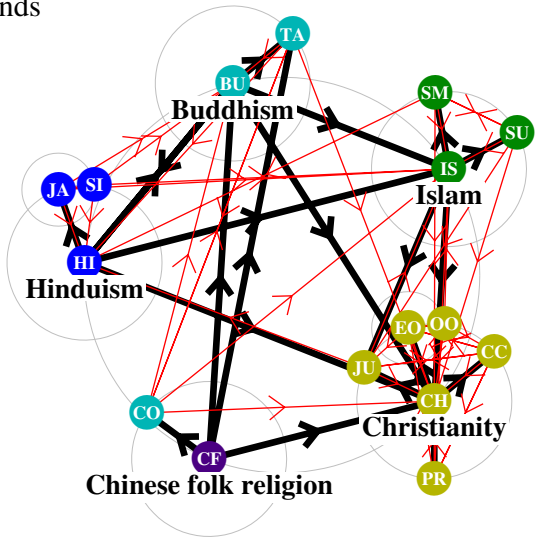 nds
TA
BU
Buddhism
SM
SU
IS
Islam
JA
SI
HI
Hinduism
EO
OO
CC
JU
CH
Christianity
CO
CF
Chinese folk religion
PR